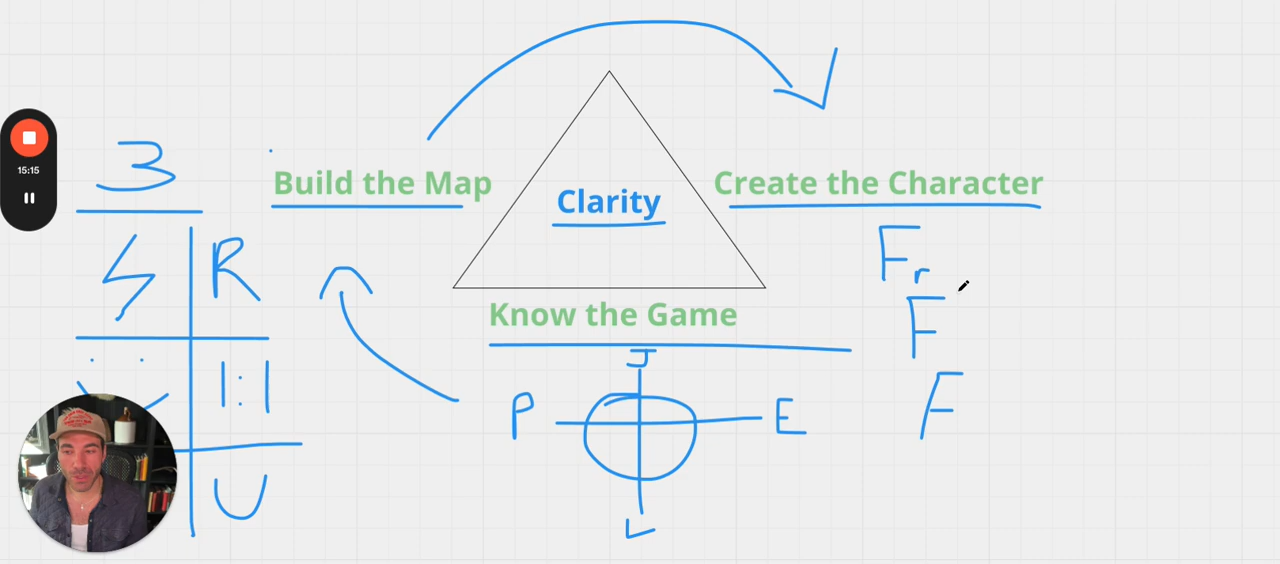 15:15
3
Build the Map
Clarity
Create the Character
R
Fr
F
F
Know the Game
J
P
E
L
1:1
U